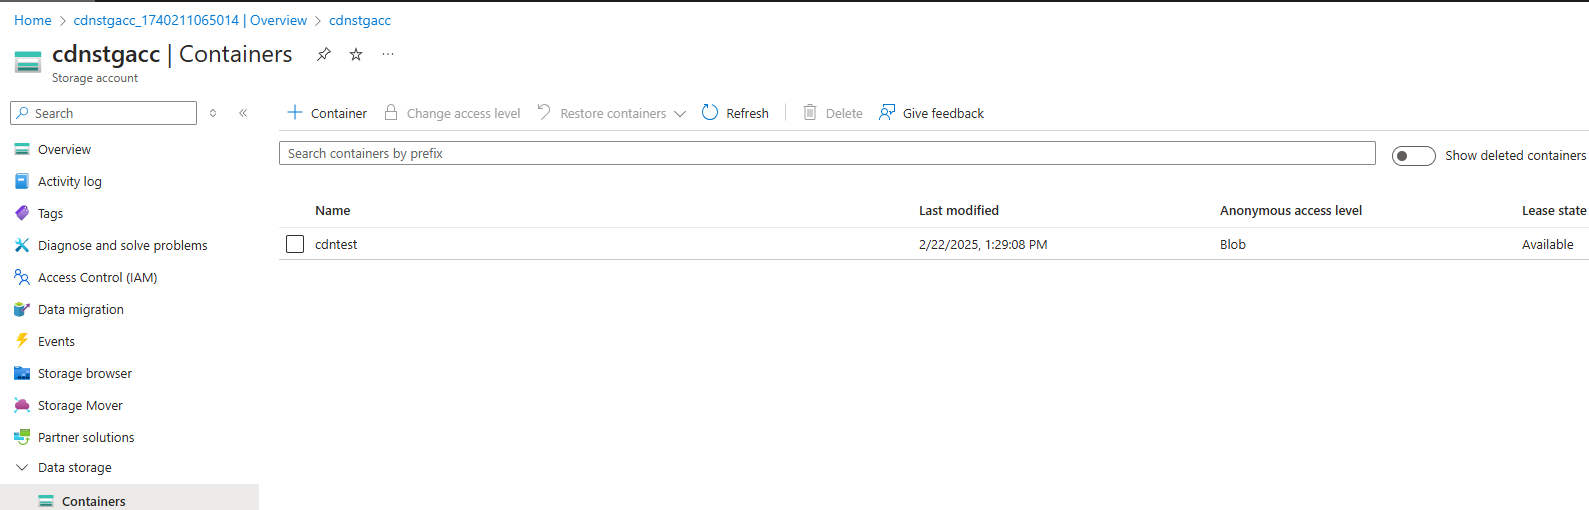 Home > cdnstgacc_1740211065014 | Overview > cdnstgacc
cdnstgacc | Containers
Storage account
Search
Container
Change access level
Restore containers
Refresh
Delete
Give feedback
Search containers by prefix
Show deleted containers
Overview
Activity log
Tags
Diagnose and solve problems
Access Control (IAM)
Data migration
Events
Storage browser
Storage Mover
Partner solutions
Data storage
Containers
Name Last modified Anonymous access level Lease state
cdntest 2/22/2025, 1:29:08 PM Blob Available